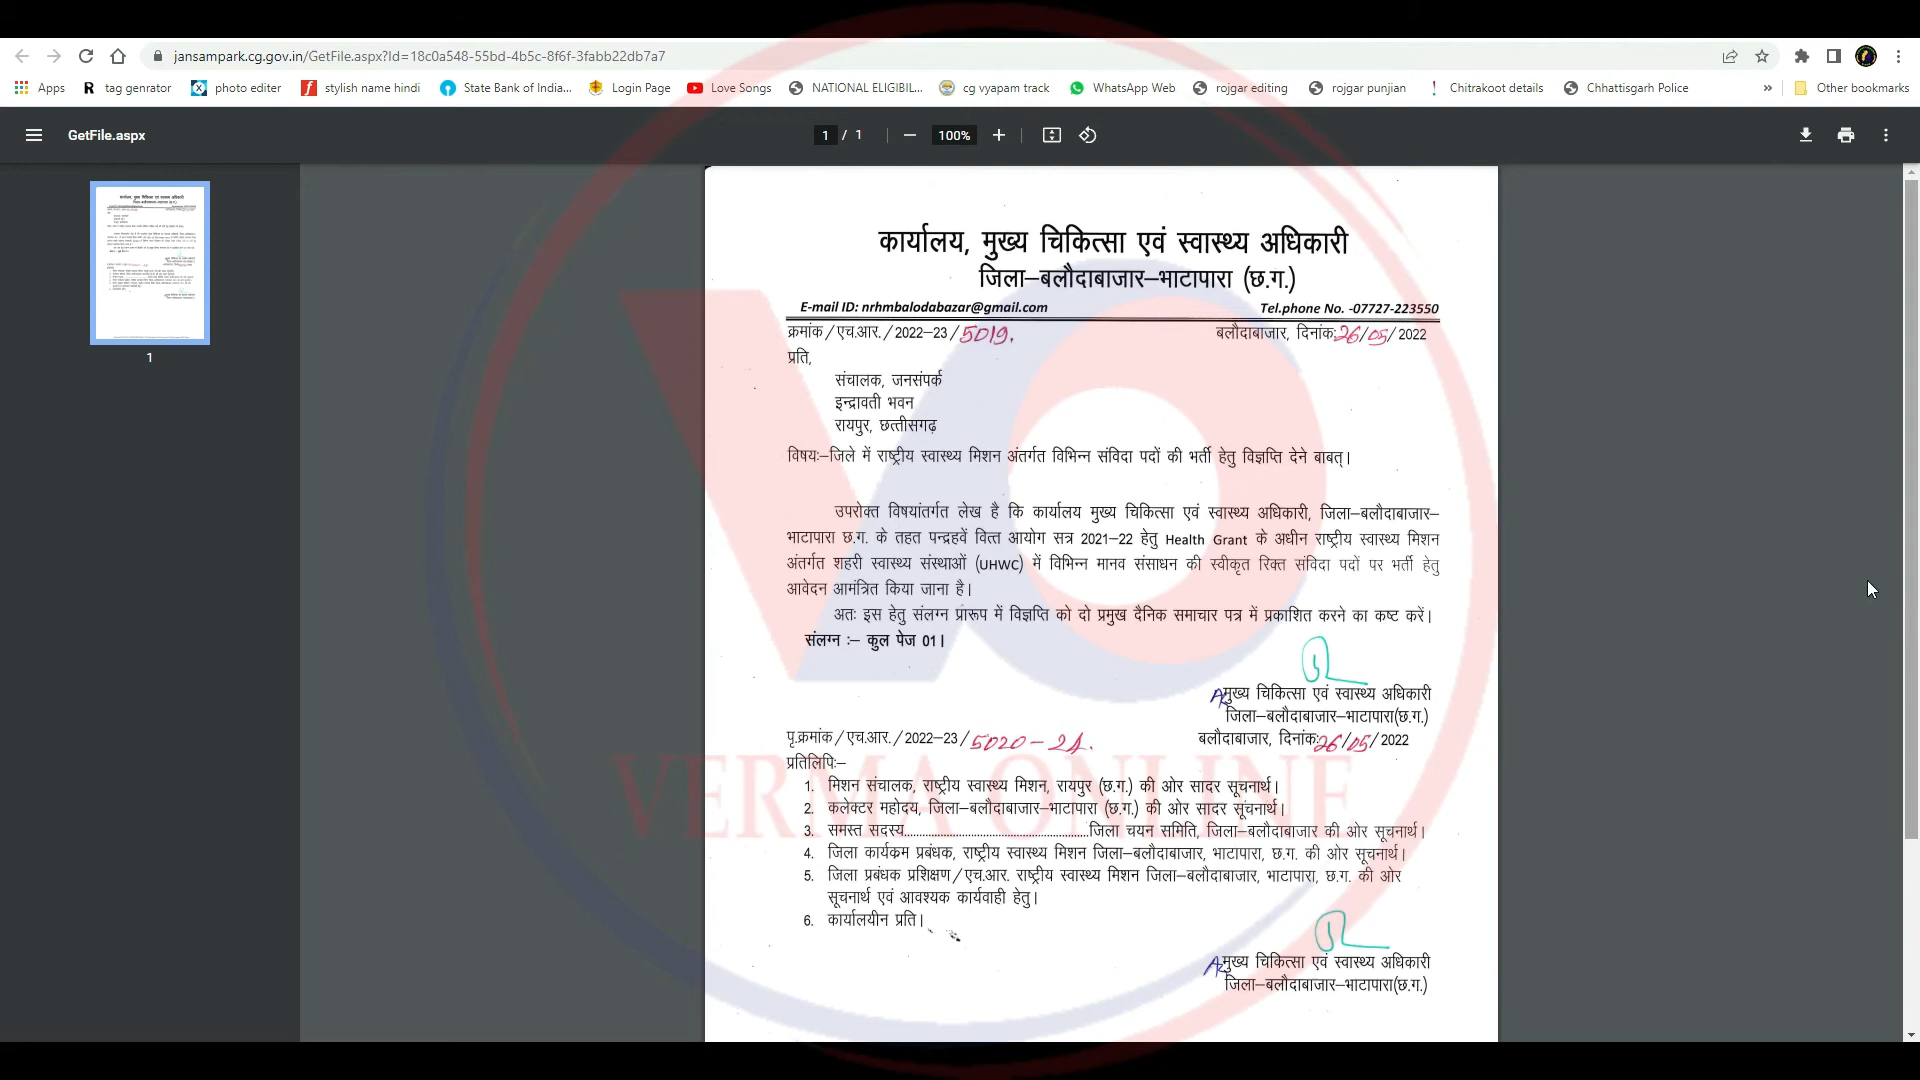 jansampark.cg.gov.in/GetFile.aspx?Id=18c0a548-55bd-4b5c-8f6f-3fabb22db7a7
Apps tag genrator photo editer stylish name hindi State Bank of India... Login Page Love Songs NATIONAL ELIGIBIL... cg vyapam track WhatsApp Web rojgar editing rojgar punjian Chitrakoot details Chhattisgarh Police » Other bookmarks
GetFile.aspx 1 / 1 100%
1
कार्यालय, मुख्य चिकित्सा एवं स्वास्थ्य अधिकारी
जिला–बलौदाबाजार–भाटापारा (छ.ग.)
E-mail ID: nrhmbalodabazar@gmail.com Tel.phone No. -07727-223550
क्रमांक/एच.आर./2022–23/5019. बलौदाबाजार, दिनांक:26/05/2022
प्रति,
संचालक, जनसंपर्क
इन्द्रावती भवन
रायपुर, छत्तीसगढ़
विषयः–जिले में राष्ट्रीय स्वास्थ्य मिशन अंतर्गत विभिन्न संविदा पदों की भर्ती हेतु विज्ञप्ति देने बाबत्।
उपरोक्त विषयांतर्गत लेख है कि कार्यालय मुख्य चिकित्सा एवं स्वास्थ्य अधिकारी, जिला–बलौदाबाजार–
भाटापारा छ.ग. के तहत पन्द्रहवें वित्त आयोग सत्र 2021–22 हेतु Health Grant के अधीन राष्ट्रीय स्वास्थ्य मिशन
अंतर्गत शहरी स्वास्थ्य संस्थाओं (UHWC) में विभिन्न मानव संसाधन की स्वीकृत रिक्त संविदा पदों पर भर्ती हेतु
आवेदन आमंत्रित किया जाना है।
अतः इस हेतु संलग्न प्रारूप में विज्ञप्ति को दो प्रमुख दैनिक समाचार पत्र में प्रकाशित करने का कष्ट करें।
संलग्न :– कुल पेज 01।
मुख्य चिकित्सा एवं स्वास्थ्य अधिकारी
जिला–बलौदाबाजार–भाटापारा(छ.ग.)
पृ.क्रमांक/एच.आर./2022–23/5020–24. बलौदाबाजार, दिनांक:26/05/2022
प्रतिलिपिः–
VERMA ONLINE
1. मिशन संचालक, राष्ट्रीय स्वास्थ्य मिशन, रायपुर (छ.ग.) की ओर सादर सूचनार्थ।
2. कलेक्टर महोदय, जिला–बलौदाबाजार–भाटापारा (छ.ग.) की ओर सादर सूंचनार्थ।
3. समस्त सदस्य..........................................................जिला चयन समिति, जिला–बलौदाबाजार की ओर सूचनार्थ।
4. जिला कार्यकम प्रबंधक, राष्ट्रीय स्वास्थ्य मिशन जिला–बलौदाबाजार, भाटापारा, छ.ग. की ओर सूचनार्थ।
5. जिला प्रबंधक प्रशिक्षण/एच.आर. राष्ट्रीय स्वास्थ्य मिशन जिला–बलौदाबाजार, भाटापारा, छ.ग. की ओर
सूचनार्थ एवं आवश्यक कार्यवाही हेतु।
6. कार्यालयीन प्रति।
मुख्य चिकित्सा एवं स्वास्थ्य अधिकारी
जिला–बलौदाबाजार–भाटापारा(छ.ग.)